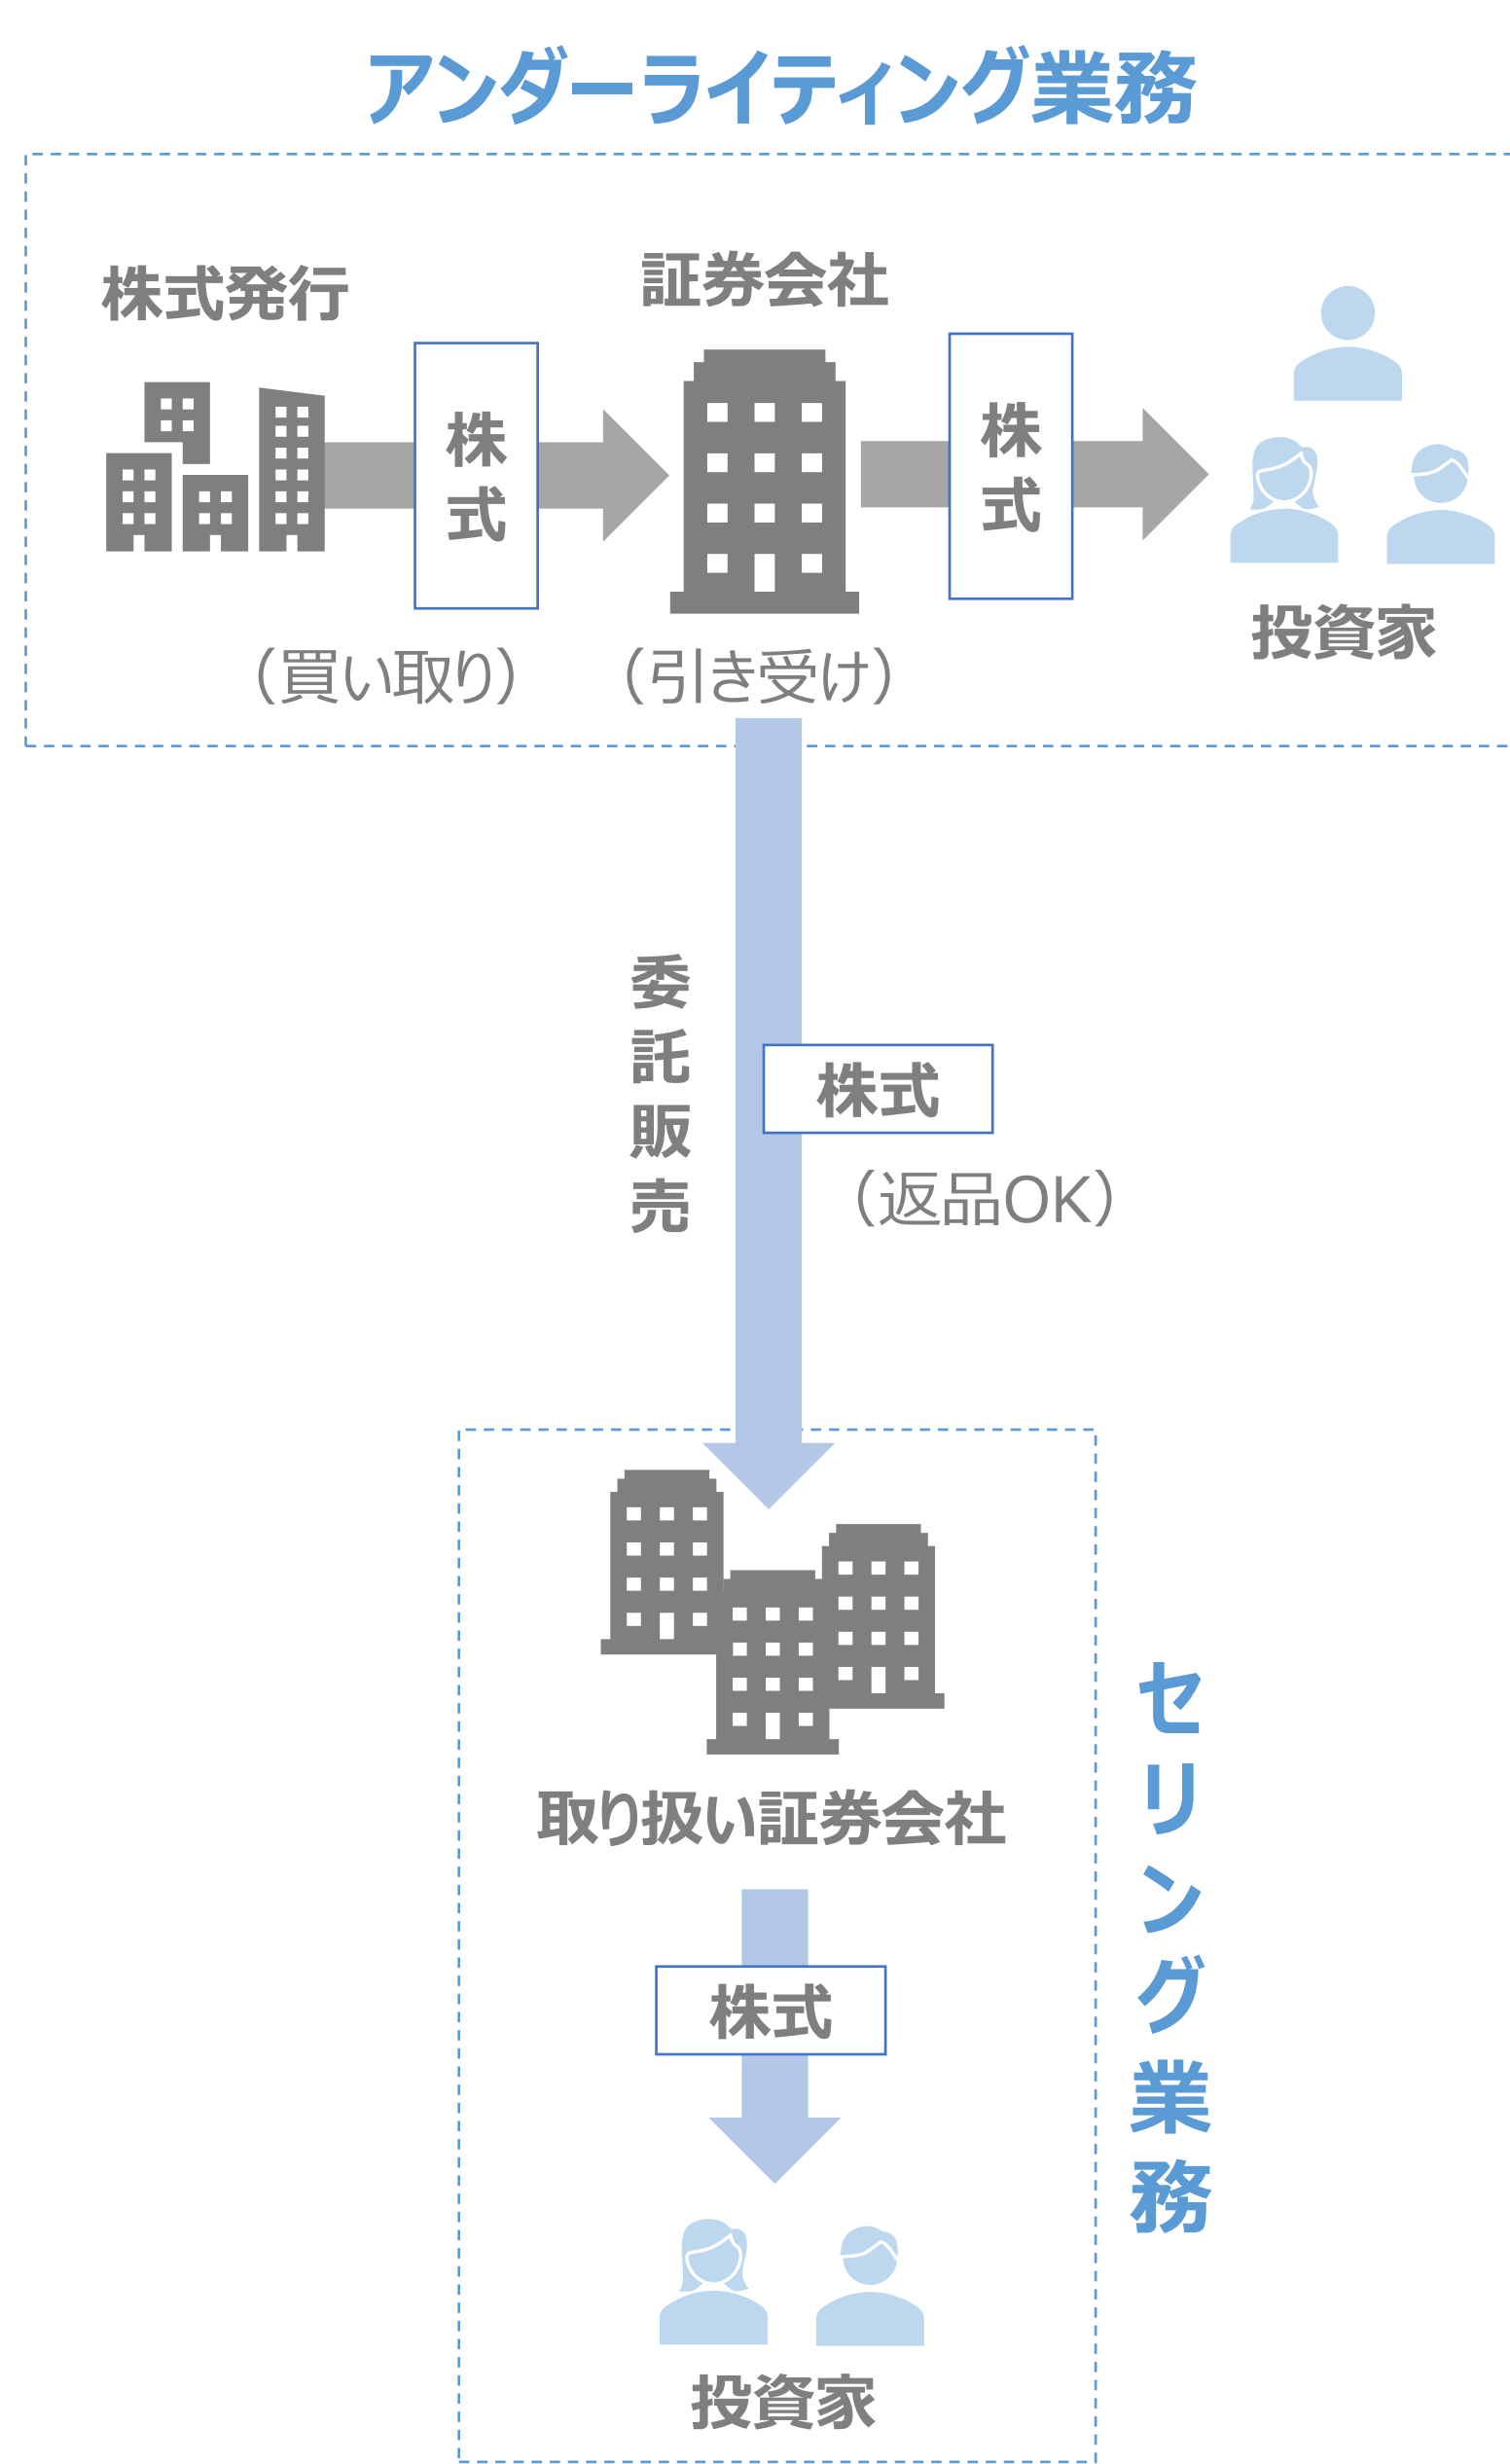 アンダーライティング業務
株式発行
証券会社
株式
株式
投資家
（買い取り）
（引き受け）
委託販売
株式
（返品OK）
取り扱い証券会社
セリング業務
株式
投資家